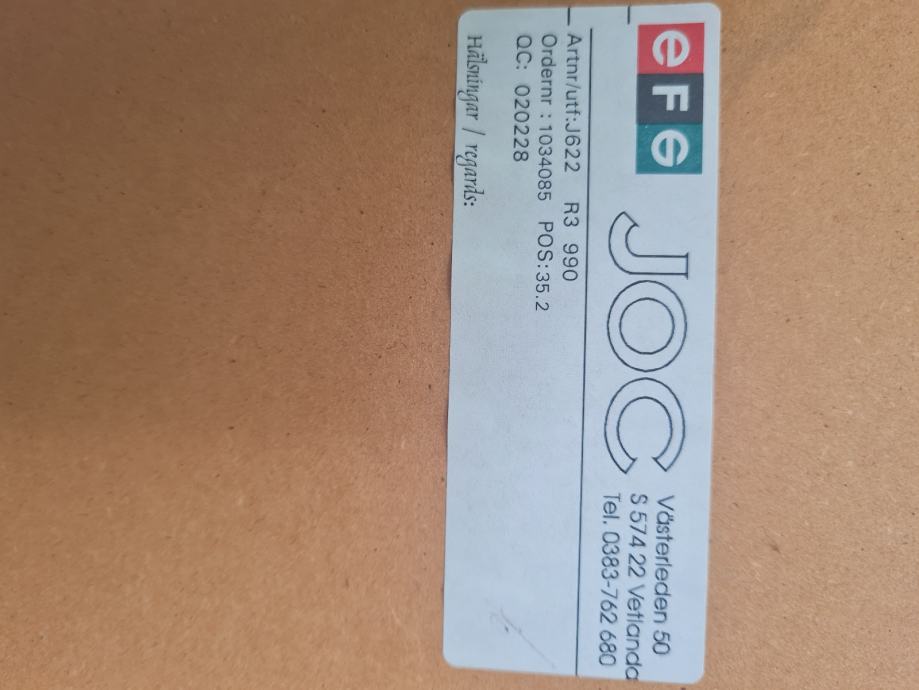 eFG JOC
Västerleden 50
S 574 22 Vetlanda
Tel. 0383-762 680
Artnr/utf:J622 R3 990
Ordernr :1034085 POS:35.2
QC: 020228
Hälsningar / regards: